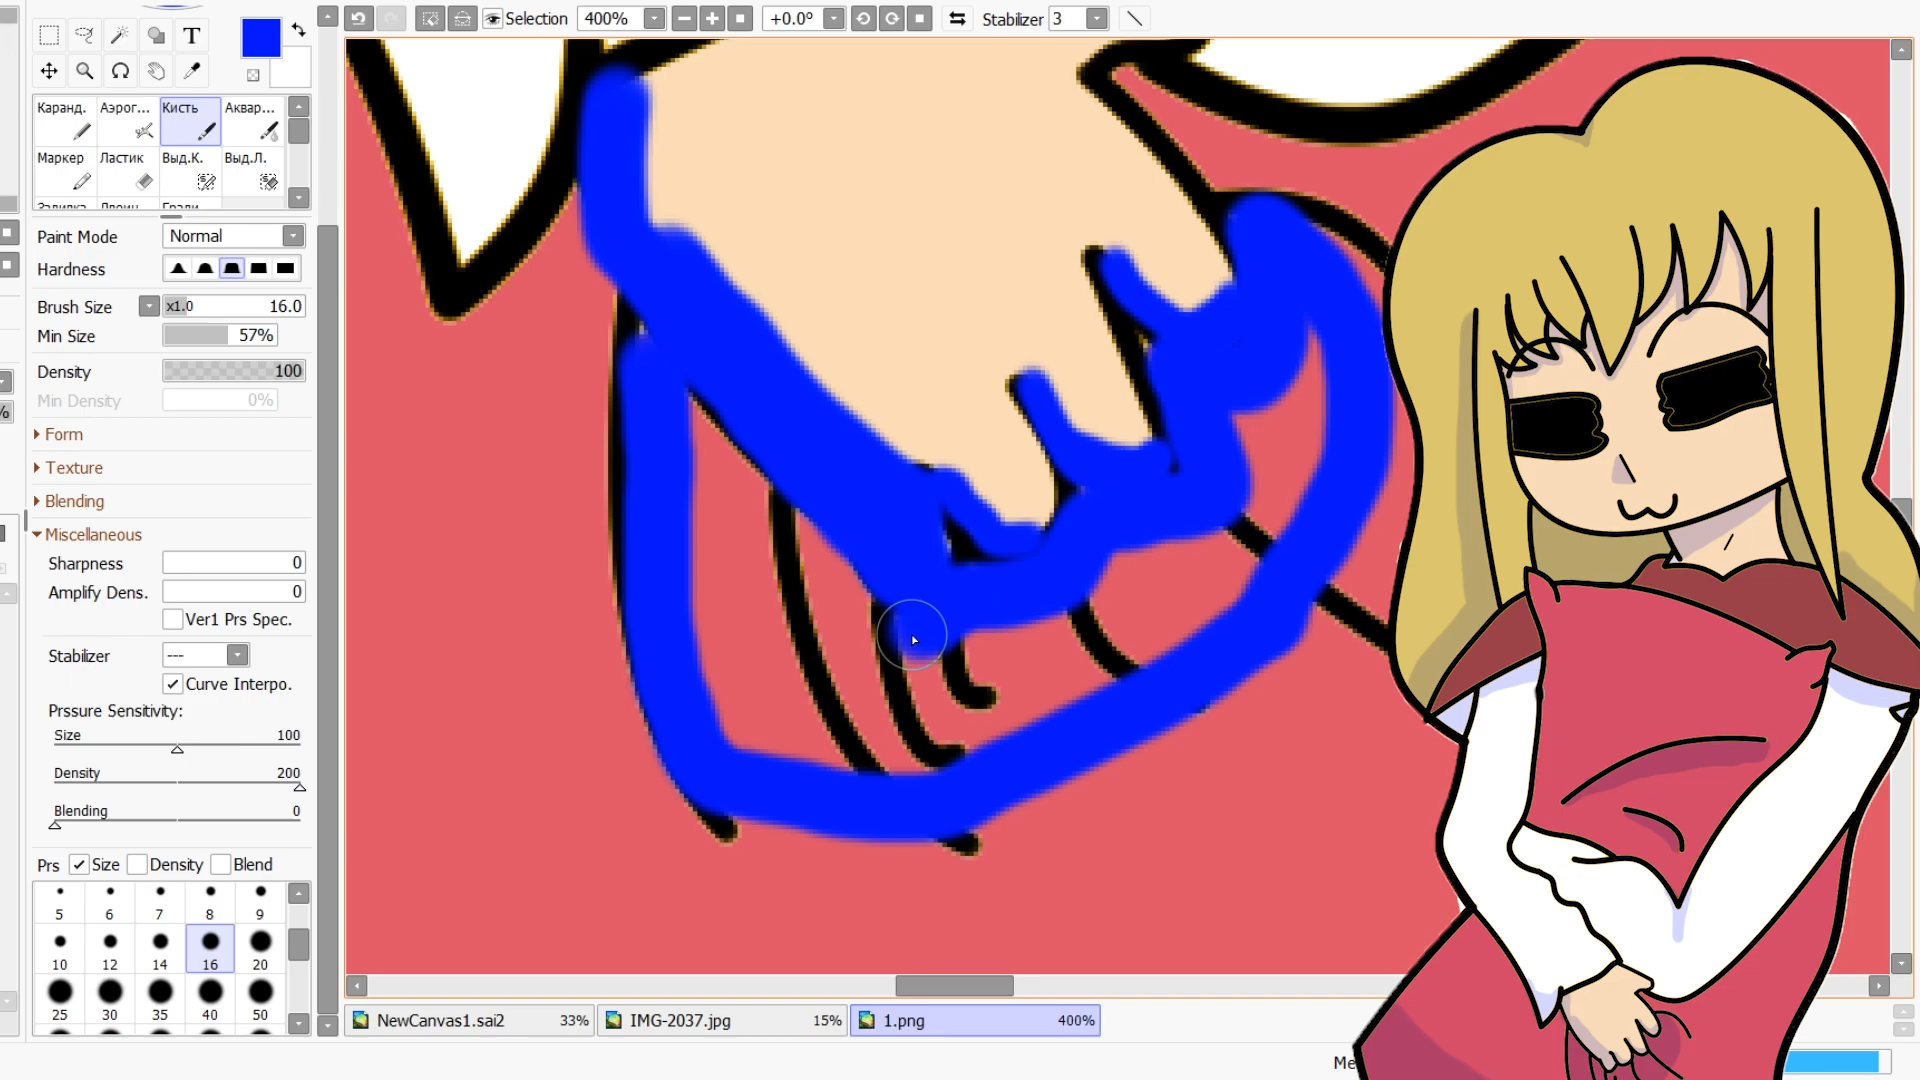 Selection 400% +0.0° Stabilizer 3
T
Каранд. Аэрог... Кисть Аквар...
Маркер Ластик Выд.К. Выд.Л.
Paint Mode Normal
Hardness
Brush Size x1.0 16.0
Min Size 57%
Density 100
Min Density 0%
Form
Texture
Blending
Miscellaneous
Sharpness 0
Amplify Dens. 0
Ver1 Prs Spec.
Stabilizer ---
Curve Interpo.
Prssure Sensitivity:
Size 100
Density 200
Blending 0
Prs Size Density Blend
5 6 7 8 9
10 12 14 16 20
25 30 35 40 50
NewCanvas1.sai2 33% IMG-2037.jpg 15% 1.png 400%